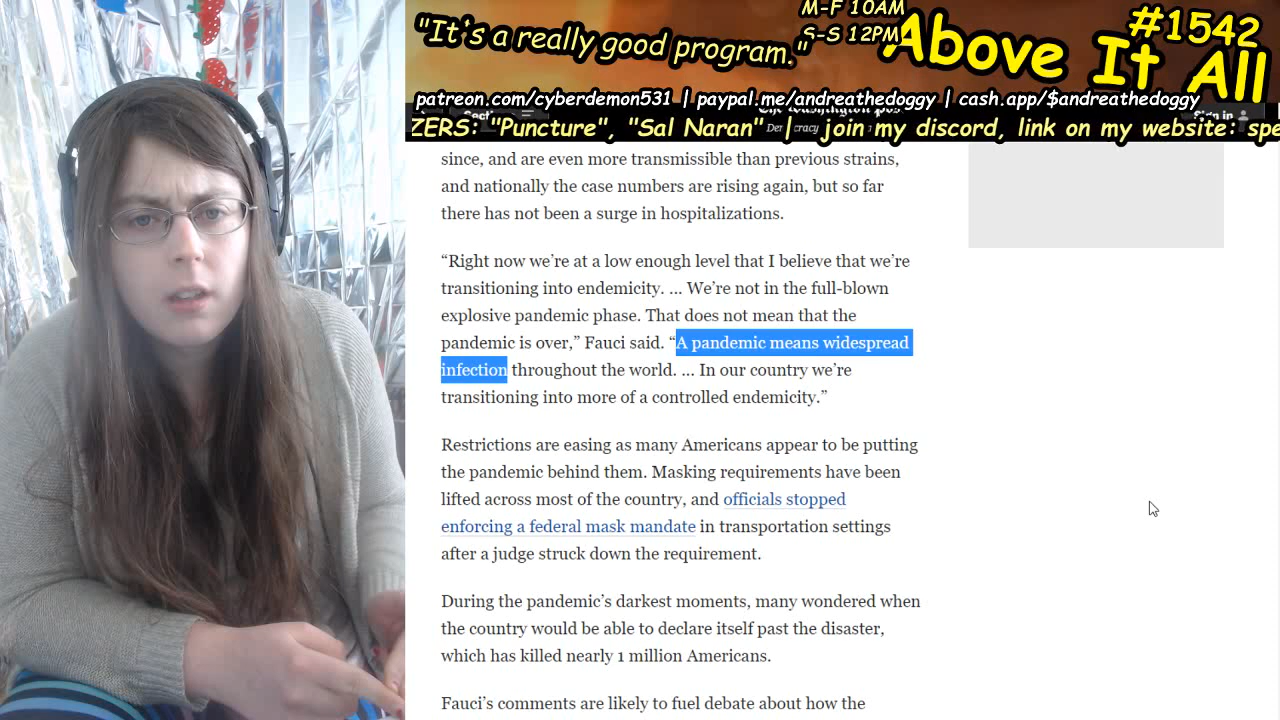 "It's a really good program."
M-F 10AM
S-S 12PM
Above It All
#1542
patreon.com/cyberdemon531 | paypal.me/andreathedoggy | cash.app/$andreathedoggy
ZERS: "Puncture", "Sal Naran" | join my discord, link on my website: spe
Sign in
since, and are even more transmissible than previous strains,
and nationally the case numbers are rising again, but so far
there has not been a surge in hospitalizations.
“Right now we’re at a low enough level that I believe that we’re
transitioning into endemicity. ... We’re not in the full-blown
explosive pandemic phase. That does not mean that the
pandemic is over,” Fauci said. “A pandemic means widespread
infection throughout the world. ... In our country we’re
transitioning into more of a controlled endemicity.”
Restrictions are easing as many Americans appear to be putting
the pandemic behind them. Masking requirements have been
lifted across most of the country, and officials stopped
enforcing a federal mask mandate in transportation settings
after a judge struck down the requirement.
During the pandemic’s darkest moments, many wondered when
the country would be able to declare itself past the disaster,
which has killed nearly 1 million Americans.
Fauci’s comments are likely to fuel debate about how the